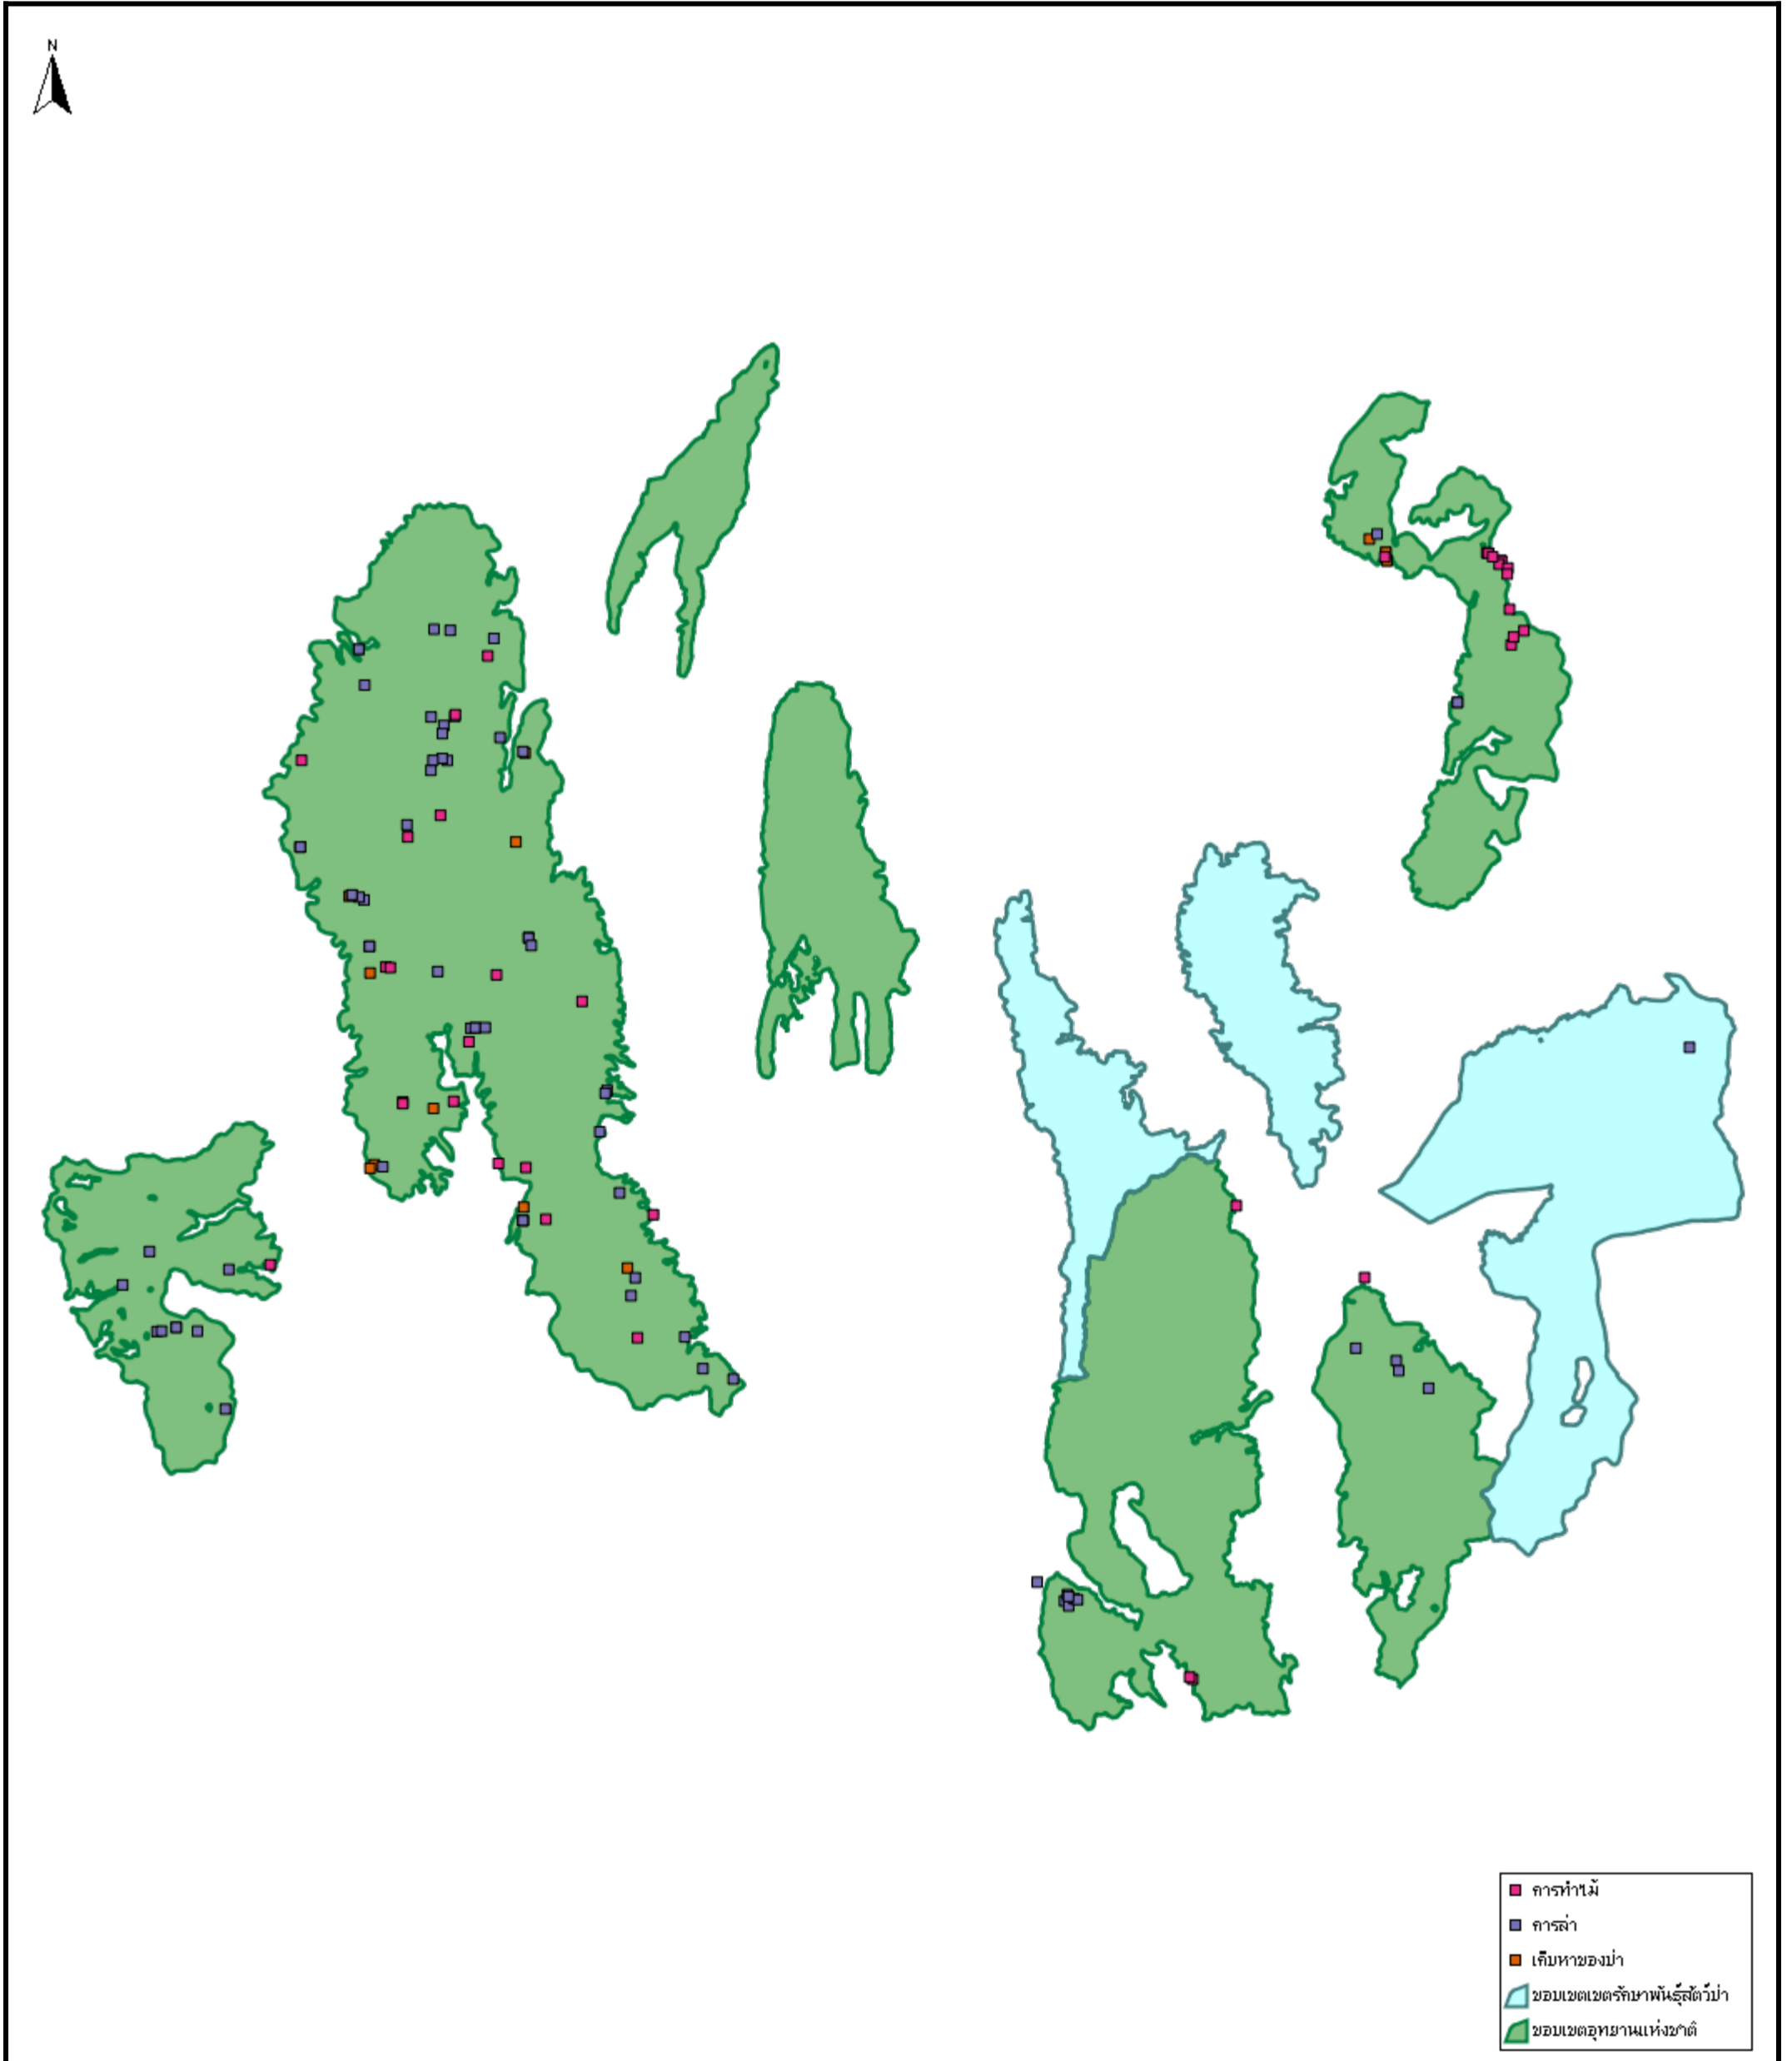 N
การทำไม้
การล่า
เก็บหาของป่า
ขอบเขตเขตรักษาพันธุ์สัตว์ป่า
ขอบเขตอุทยานแห่งชาติ